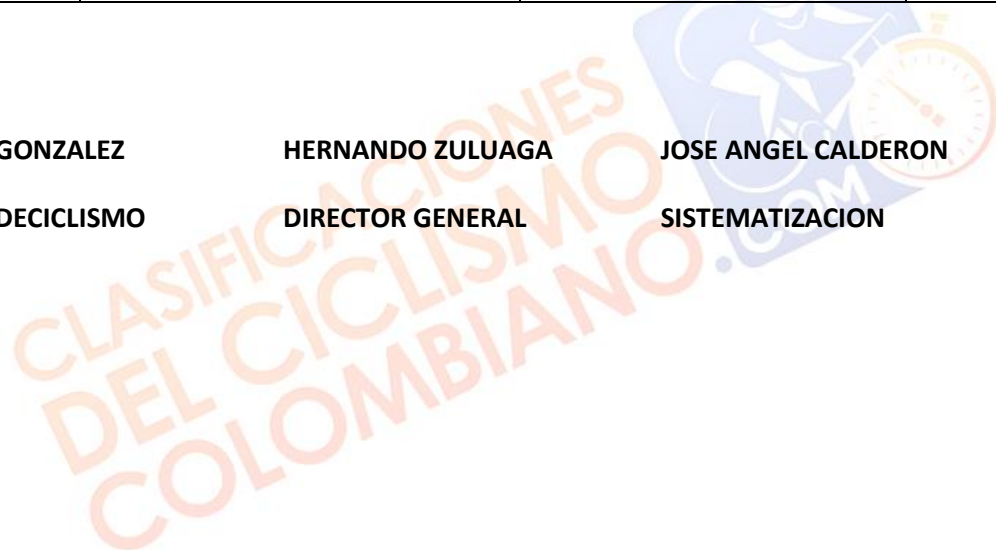 GONZALEZ HERNANDO ZULUAGA JOSE ANGEL CALDERON
DECICLISMO DIRECTOR GENERAL SISTEMATIZACION
CLASIFICACIONES
DEL CICLISMO
COLOMBIANO.COM